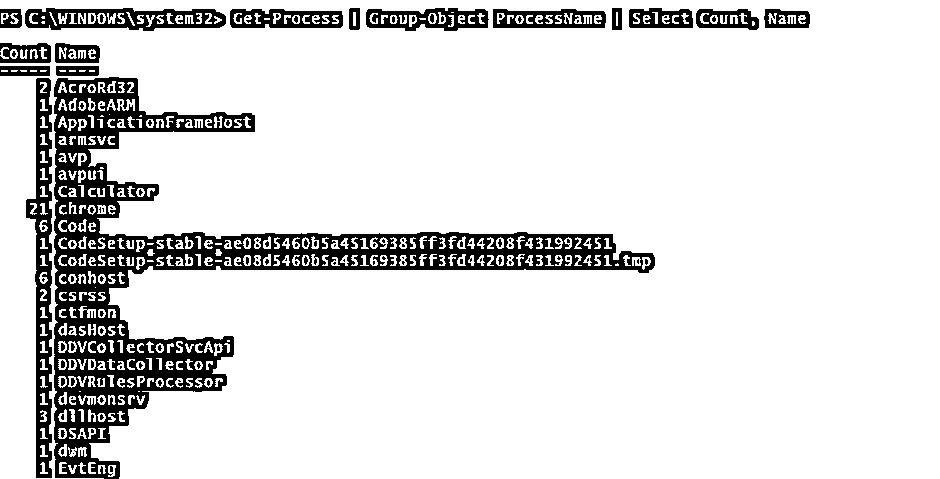 PS C:\WINDOWS\system32> Get-Process | Group-Object ProcessName | Select Count, Name
Count Name
----- ----
2 AcroRd32
1 AdobeARM
1 ApplicationFrameHost
1 armsvc
1 avp
1 avpui
1 Calculator
21 chrome
6 Code
1 CodeSetup-stable-ae08d5460b5a45169385ff3fd44208f431992451
1 CodeSetup-stable-ae08d5460b5a45169385ff3fd44208f431992451.tmp
6 conhost
2 csrss
1 ctfmon
1 dasHost
1 DDVCollectorSvcApi
1 DDVDataCollector
1 DDVRulesProcessor
1 devmonsrv
3 dllhost
1 DSAPI
1 dwm
1 EvtEng